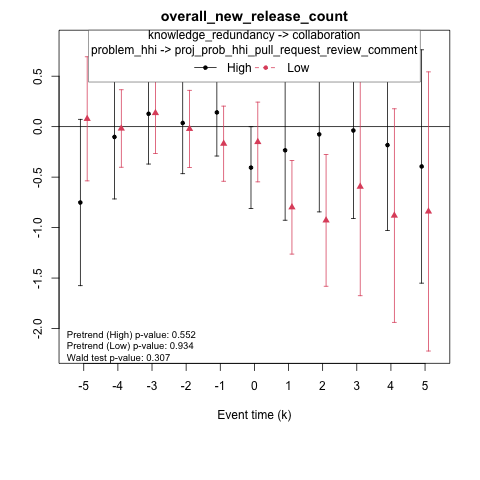 overall_new_release_count
knowledge_redundancy -> collaboration
problem_hhi -> proj_prob_hhi_pull_request_review_comment
High Low
0.5
0.0
-0.5
-1.0
-1.5
-2.0
Pretrend (High) p-value: 0.552
Pretrend (Low) p-value: 0.934
Wald test p-value: 0.307
-5 -4 -3 -2 -1 0 1 2 3 4 5
Event time (k)